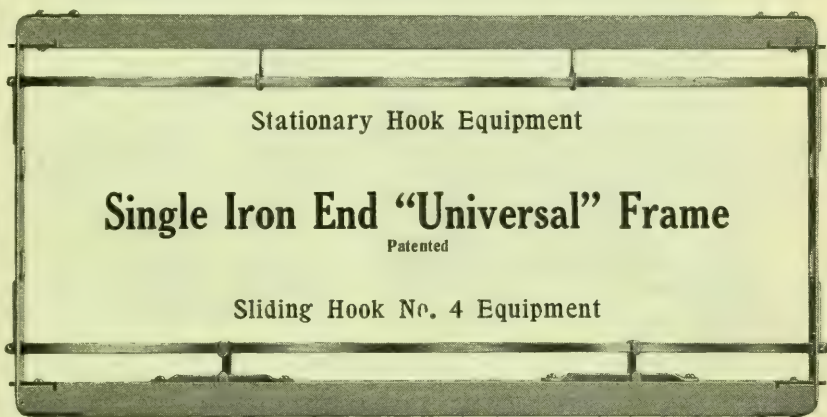 Stationary Hook Equipment
Single Iron End “Universal” Frame
Patented
Sliding Hook No. 4 Equipment